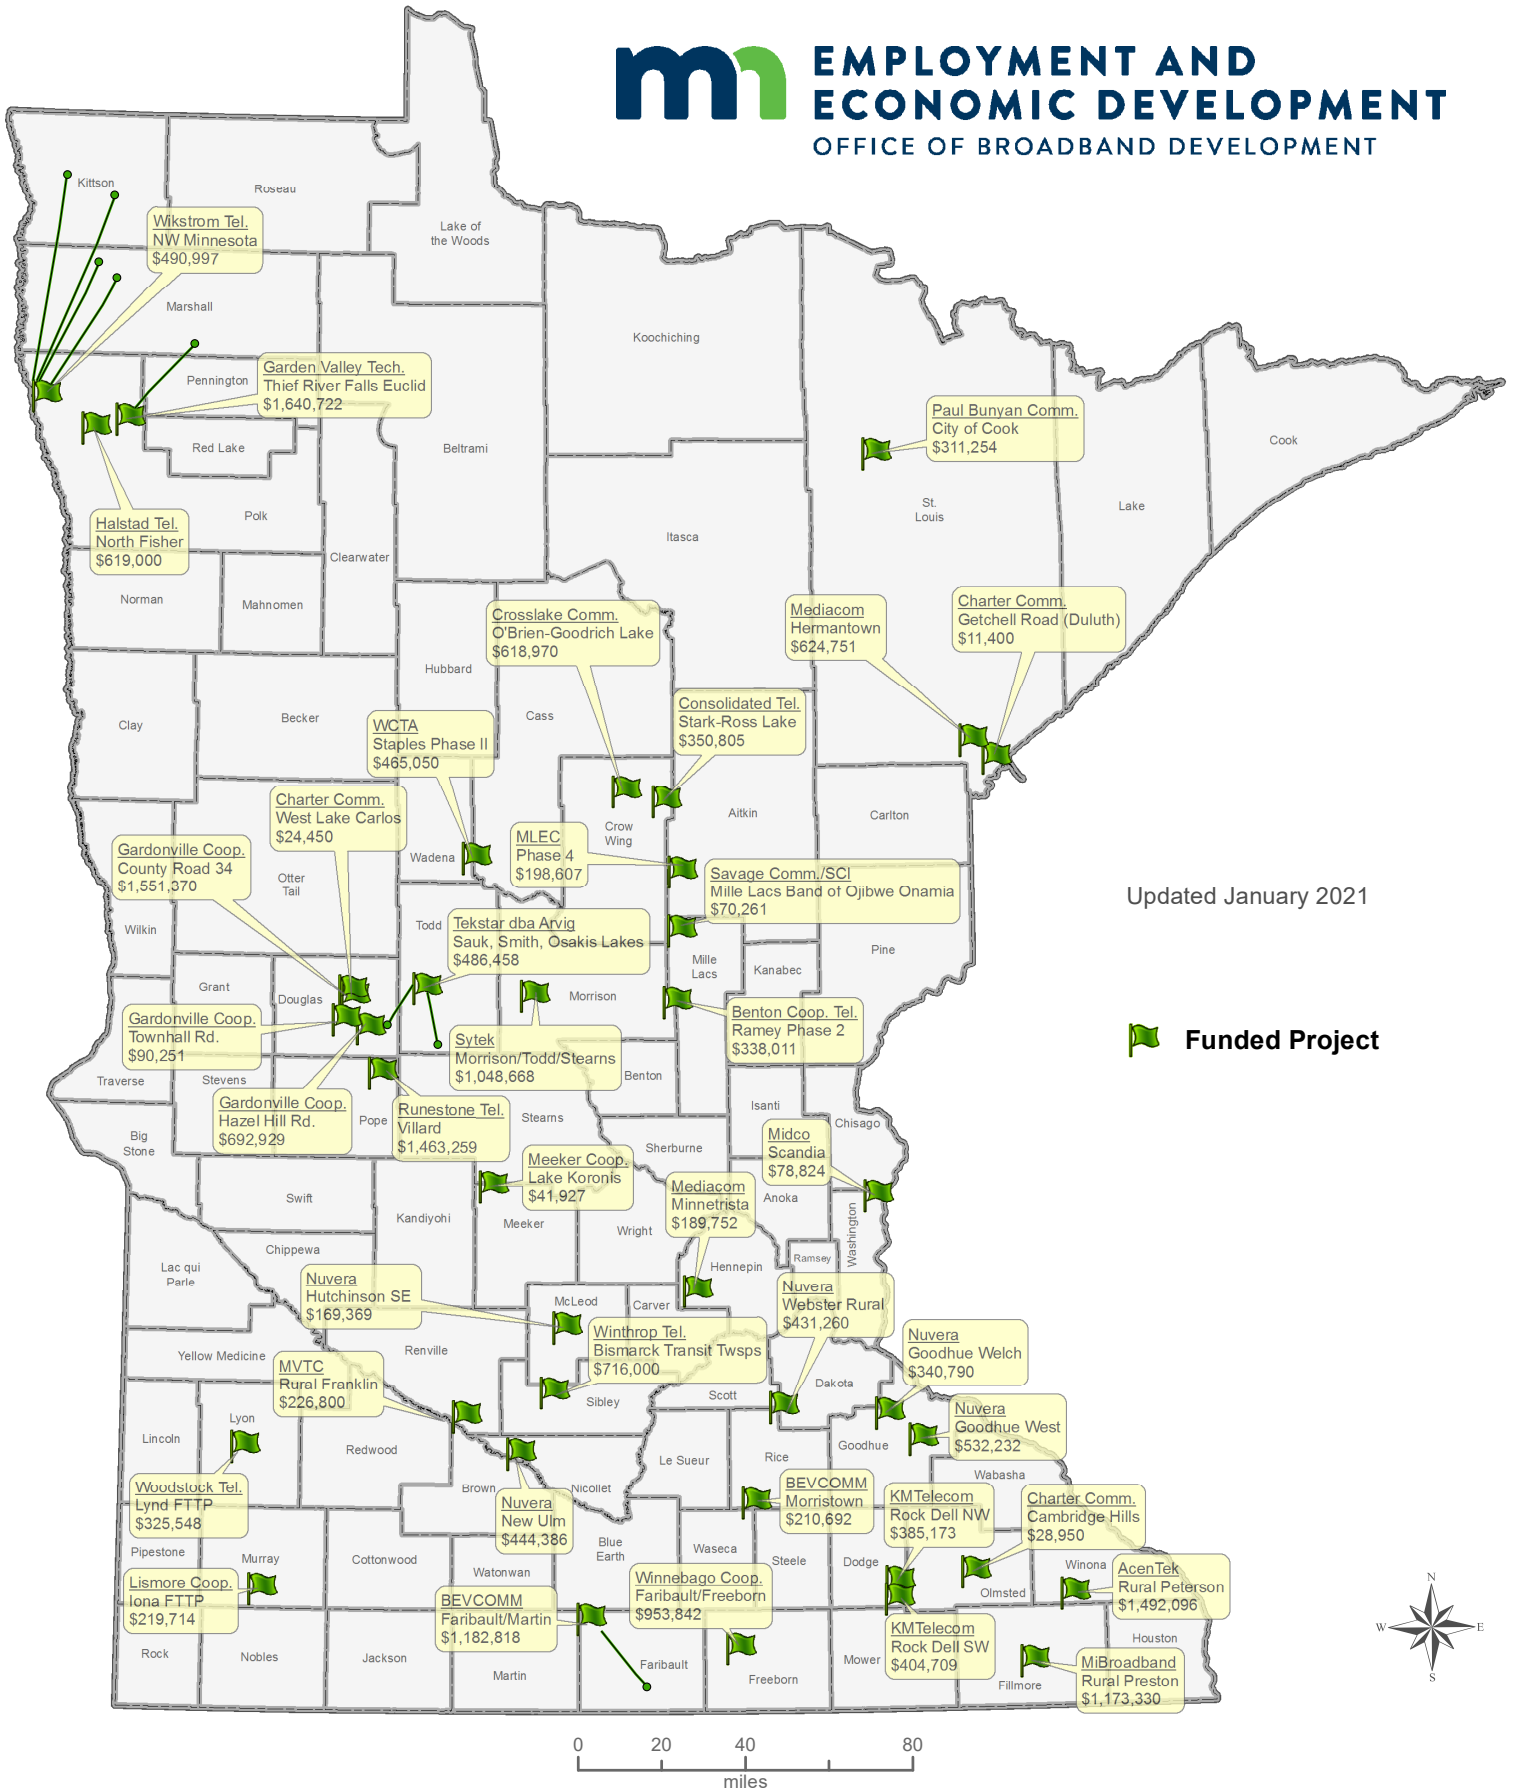 EMPLOYMENT AND
ECONOMIC DEVELOPMENT
OFFICE OF BROADBAND DEVELOPMENT
Kittson
Roseau
Lake of
the Woods
Wikstrom Tel.
NW Minnesota
$490,997
Marshall
Koochiching
Garden Valley Tech.
Thief River Falls Euclid
$1,640,722
Pennington
Red Lake
Beltrami
Paul Bunyan Comm.
City of Cook
$311,254
Cook
St.
Louis
Lake
Halstad Tel.
North Fisher
$619,000
Polk
Clearwater
Itasca
Norman
Mahnomen
Crosslake Comm.
O'Brien-Goodrich Lake
$618,970
Mediacom
Hermantown
$624,751
Charter Comm.
Getchell Road (Duluth)
$11,400
Hubbard
Clay
Becker
Cass
WCTA
Staples Phase II
$465,050
Consolidated Tel.
Stark-Ross Lake
$350,805
Charter Comm.
West Lake Carlos
$24,450
Crow
Wing
Aitkin
Carlton
Gardonville Coop.
County Road 34
$1,551,370
Otter
Tail
Wadena
MLEC
Phase 4
$198,607
Savage Comm./SCI
Mille Lacs Band of Ojibwe Onamia
$70,261
Updated January 2021
Wilkin
Todd
Tekstar dba Arvig
Sauk, Smith, Osakis Lakes
$486,458
Mille
Lacs
Kanabec
Pine
Grant
Douglas
Morrison
Gardonville Coop.
Townhall Rd.
$90,251
Benton Coop. Tel.
Ramey Phase 2
$338,011
Funded Project
Sytek
Morrison/Todd/Stearns
$1,048,668
Traverse
Stevens
Benton
Gardonville Coop.
Hazel Hill Rd.
$692,929
Pope
Runestone Tel.
Villard
$1,463,259
Stearns
Isanti
Chisago
Big
Stone
Sherburne
Midco
Scandia
$78,824
Meeker Coop.
Lake Koronis
$41,927
Mediacom
Minnetrista
$189,752
Swift
Kandiyohi
Meeker
Wright
Anoka
Washington
Chippewa
Lac qui
Parle
Hennepin
Ramsey
Nuvera
Hutchinson SE
$169,369
McLeod
Carver
Nuvera
Webster Rural
$431,260
Winthrop Tel.
Bismarck Transit Twsps
$716,000
Nuvera
Goodhue Welch
$340,790
Yellow Medicine
Renville
MVTC
Rural Franklin
$226,800
Sibley
Scott
Dakota
Lyon
Nuvera
Goodhue West
$532,232
Lincoln
Redwood
Le Sueur
Rice
Goodhue
Wabasha
Woodstock Tel.
Lynd FTTP
$325,548
Brown
Nicollet
Nuvera
New Ulm
$444,386
BEVCOMM
Morristown
$210,692
KMTelecom
Rock Dell NW
$385,173
Charter Comm.
Cambridge Hills
$28,950
Pipestone
Murray
Cottonwood
Watonwan
Blue
Earth
Waseca
Steele
Dodge
Olmsted
Winona
Lismore Coop.
Iona FTTP
$219,714
BEVCOMM
Faribault/Martin
$1,182,818
Winnebago Coop.
Faribault/Freeborn
$953,842
AcenTek
Rural Peterson
$1,492,096
KMTelecom
Rock Dell SW
$404,709
Rock
Nobles
Jackson
Martin
Faribault
Freeborn
Mower
Fillmore
Houston
MiBroadband
Rural Preston
$1,173,330
N
W
E
S
0 20 40 80
miles